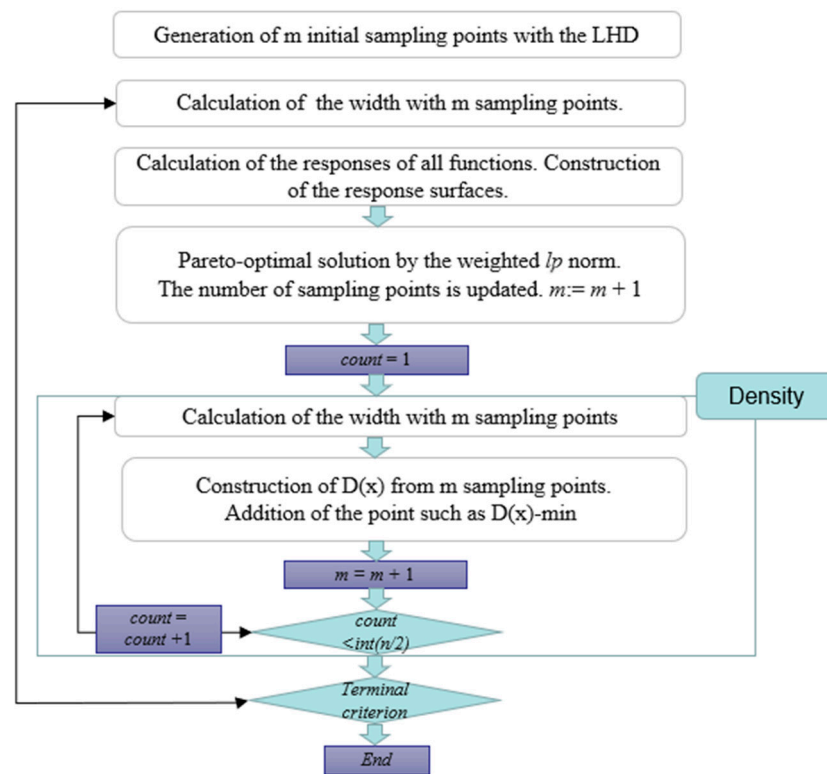 Generation of m initial sampling points with the LHD
Calculation of the width with m sampling points.
Calculation of the responses of all functions. Construction
of the response surfaces.
Pareto-optimal solution by the weighted lp norm.
The number of sampling points is updated. m:= m + 1
count = 1
Density
Calculation of the width with m sampling points
Construction of D(x) from m sampling points.
Addition of the point such as D(x)-min
m = m + 1
count =
count +1
count
<int(n/2)
Terminal
criterion
End